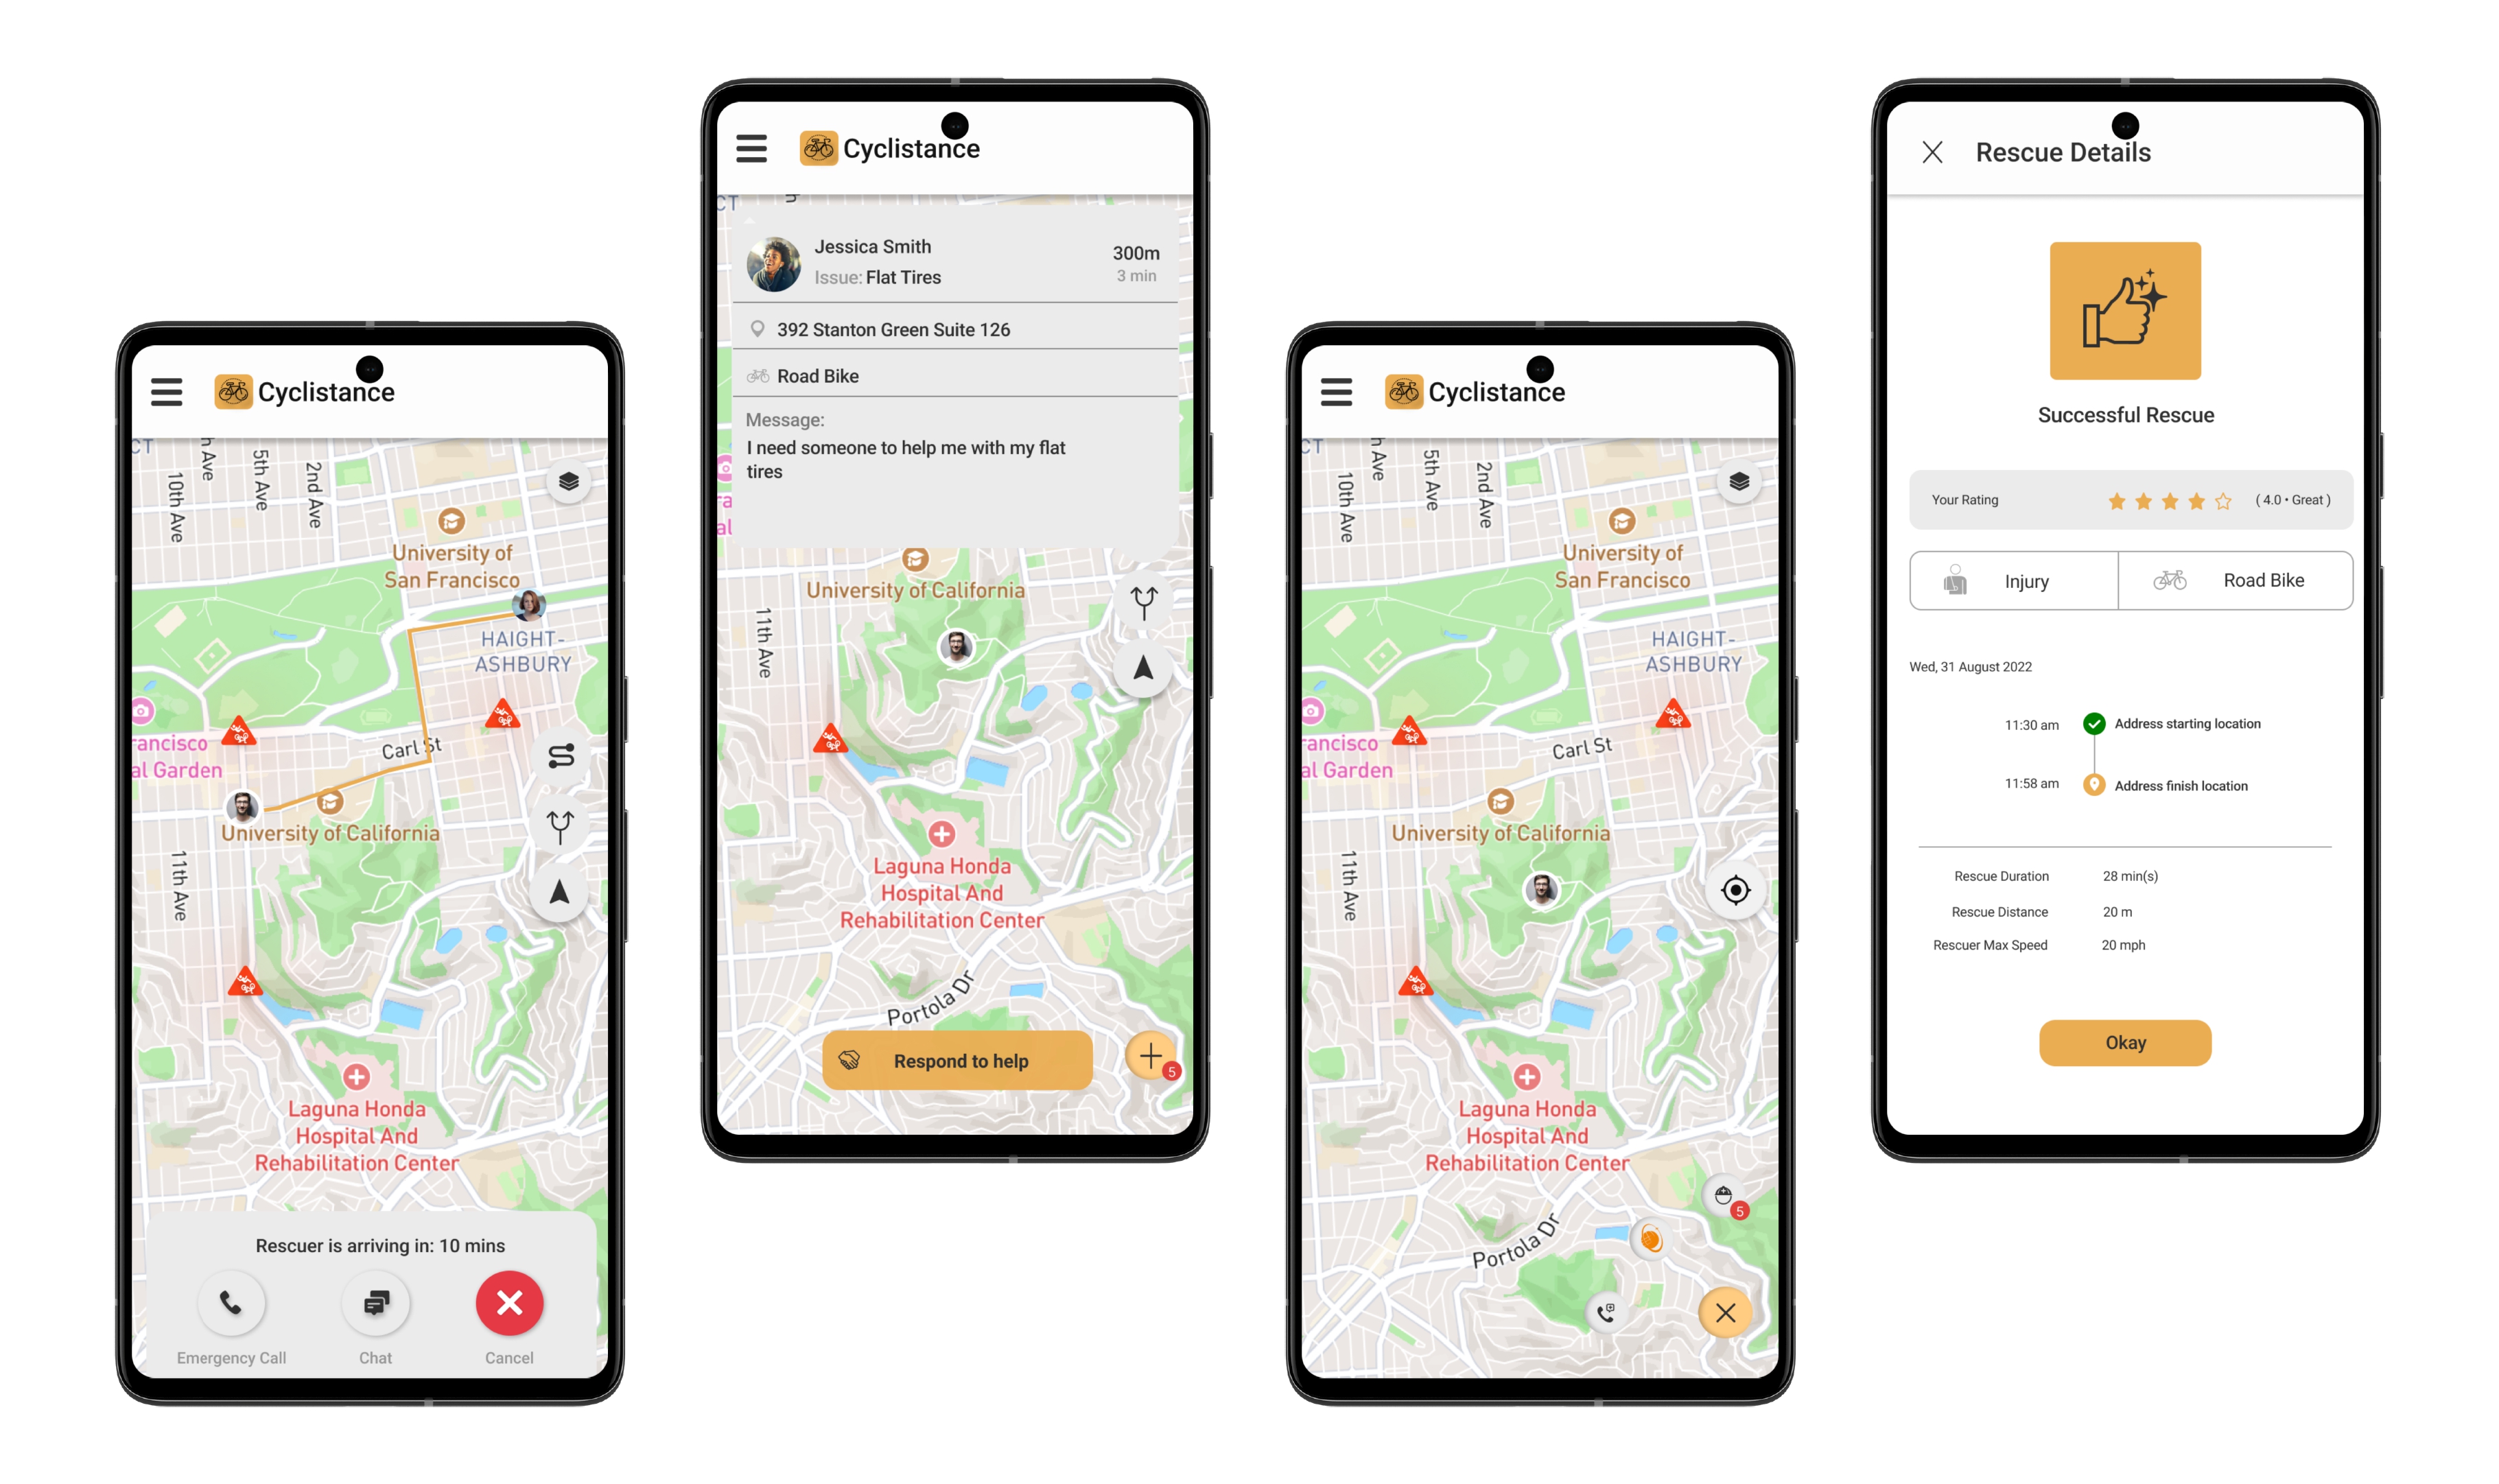 Cyclistance
CT
h Ave
5th Ave
2nd Ave
10th Ave
University of
San Francisco
HAIGHT-
ASHBURY
Carl St
rancisco
al Garden
University of California
11th Ave
Laguna Honda
Hospital And
Rehabilitation Center
Rescuer is arriving in: 10 mins
Emergency Call
Chat
Cancel
Cyclistance
CT
h
Jessica Smith
300m
Issue: Flat Tires
3 min
392 Stanton Green Suite 126
Road Bike
Message:
I need someone to help me with my flat
tires
ra
al
University of California
11th Ave
Laguna Honda
Hospital And
Rehabilitation Center
Portola Dr
Respond to help
5
Cyclistance
CT
h Ave
5th Ave
2nd Ave
10th Ave
University of
San Francisco
HAIGHT-
ASHBURY
Carl St
rancisco
al Garden
University of California
11th Ave
Laguna Honda
Hospital And
Rehabilitation Center
5
Portola Dr
Rescue Details
Successful Rescue
Your Rating
( 4.0 • Great )
Injury
Road Bike
Wed, 31 August 2022
11:30 am
Address starting location
11:58 am
Address finish location
Rescue Duration
28 min(s)
Rescue Distance
20 m
Rescuer Max Speed
20 mph
Okay